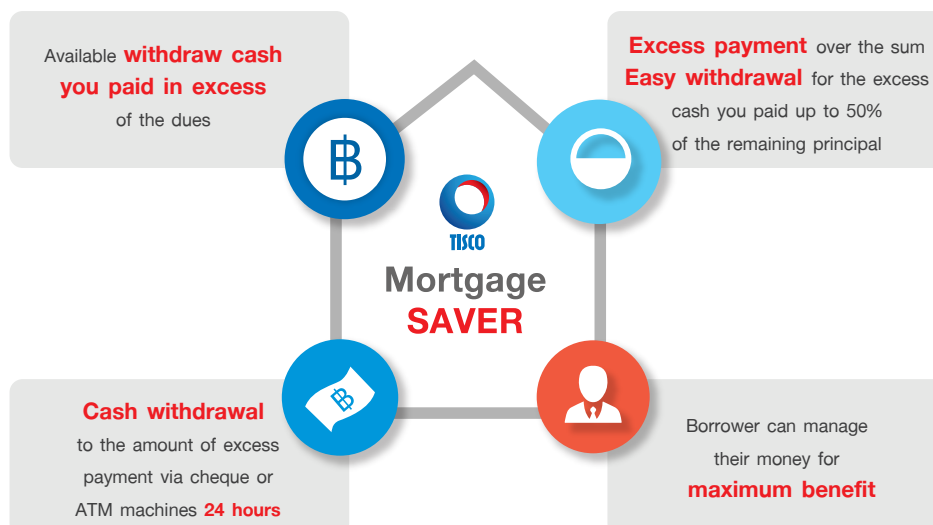 Available withdraw cash
you paid in excess
of the dues
Excess payment over the sum
Easy withdrawal for the excess
cash you paid up to 50%
of the remaining principal
฿
TISCO
Mortgage
SAVER
฿
Cash withdrawal
to the amount of excess
payment via cheque or
ATM machines 24 hours
Borrower can manage
their money for
maximum benefit